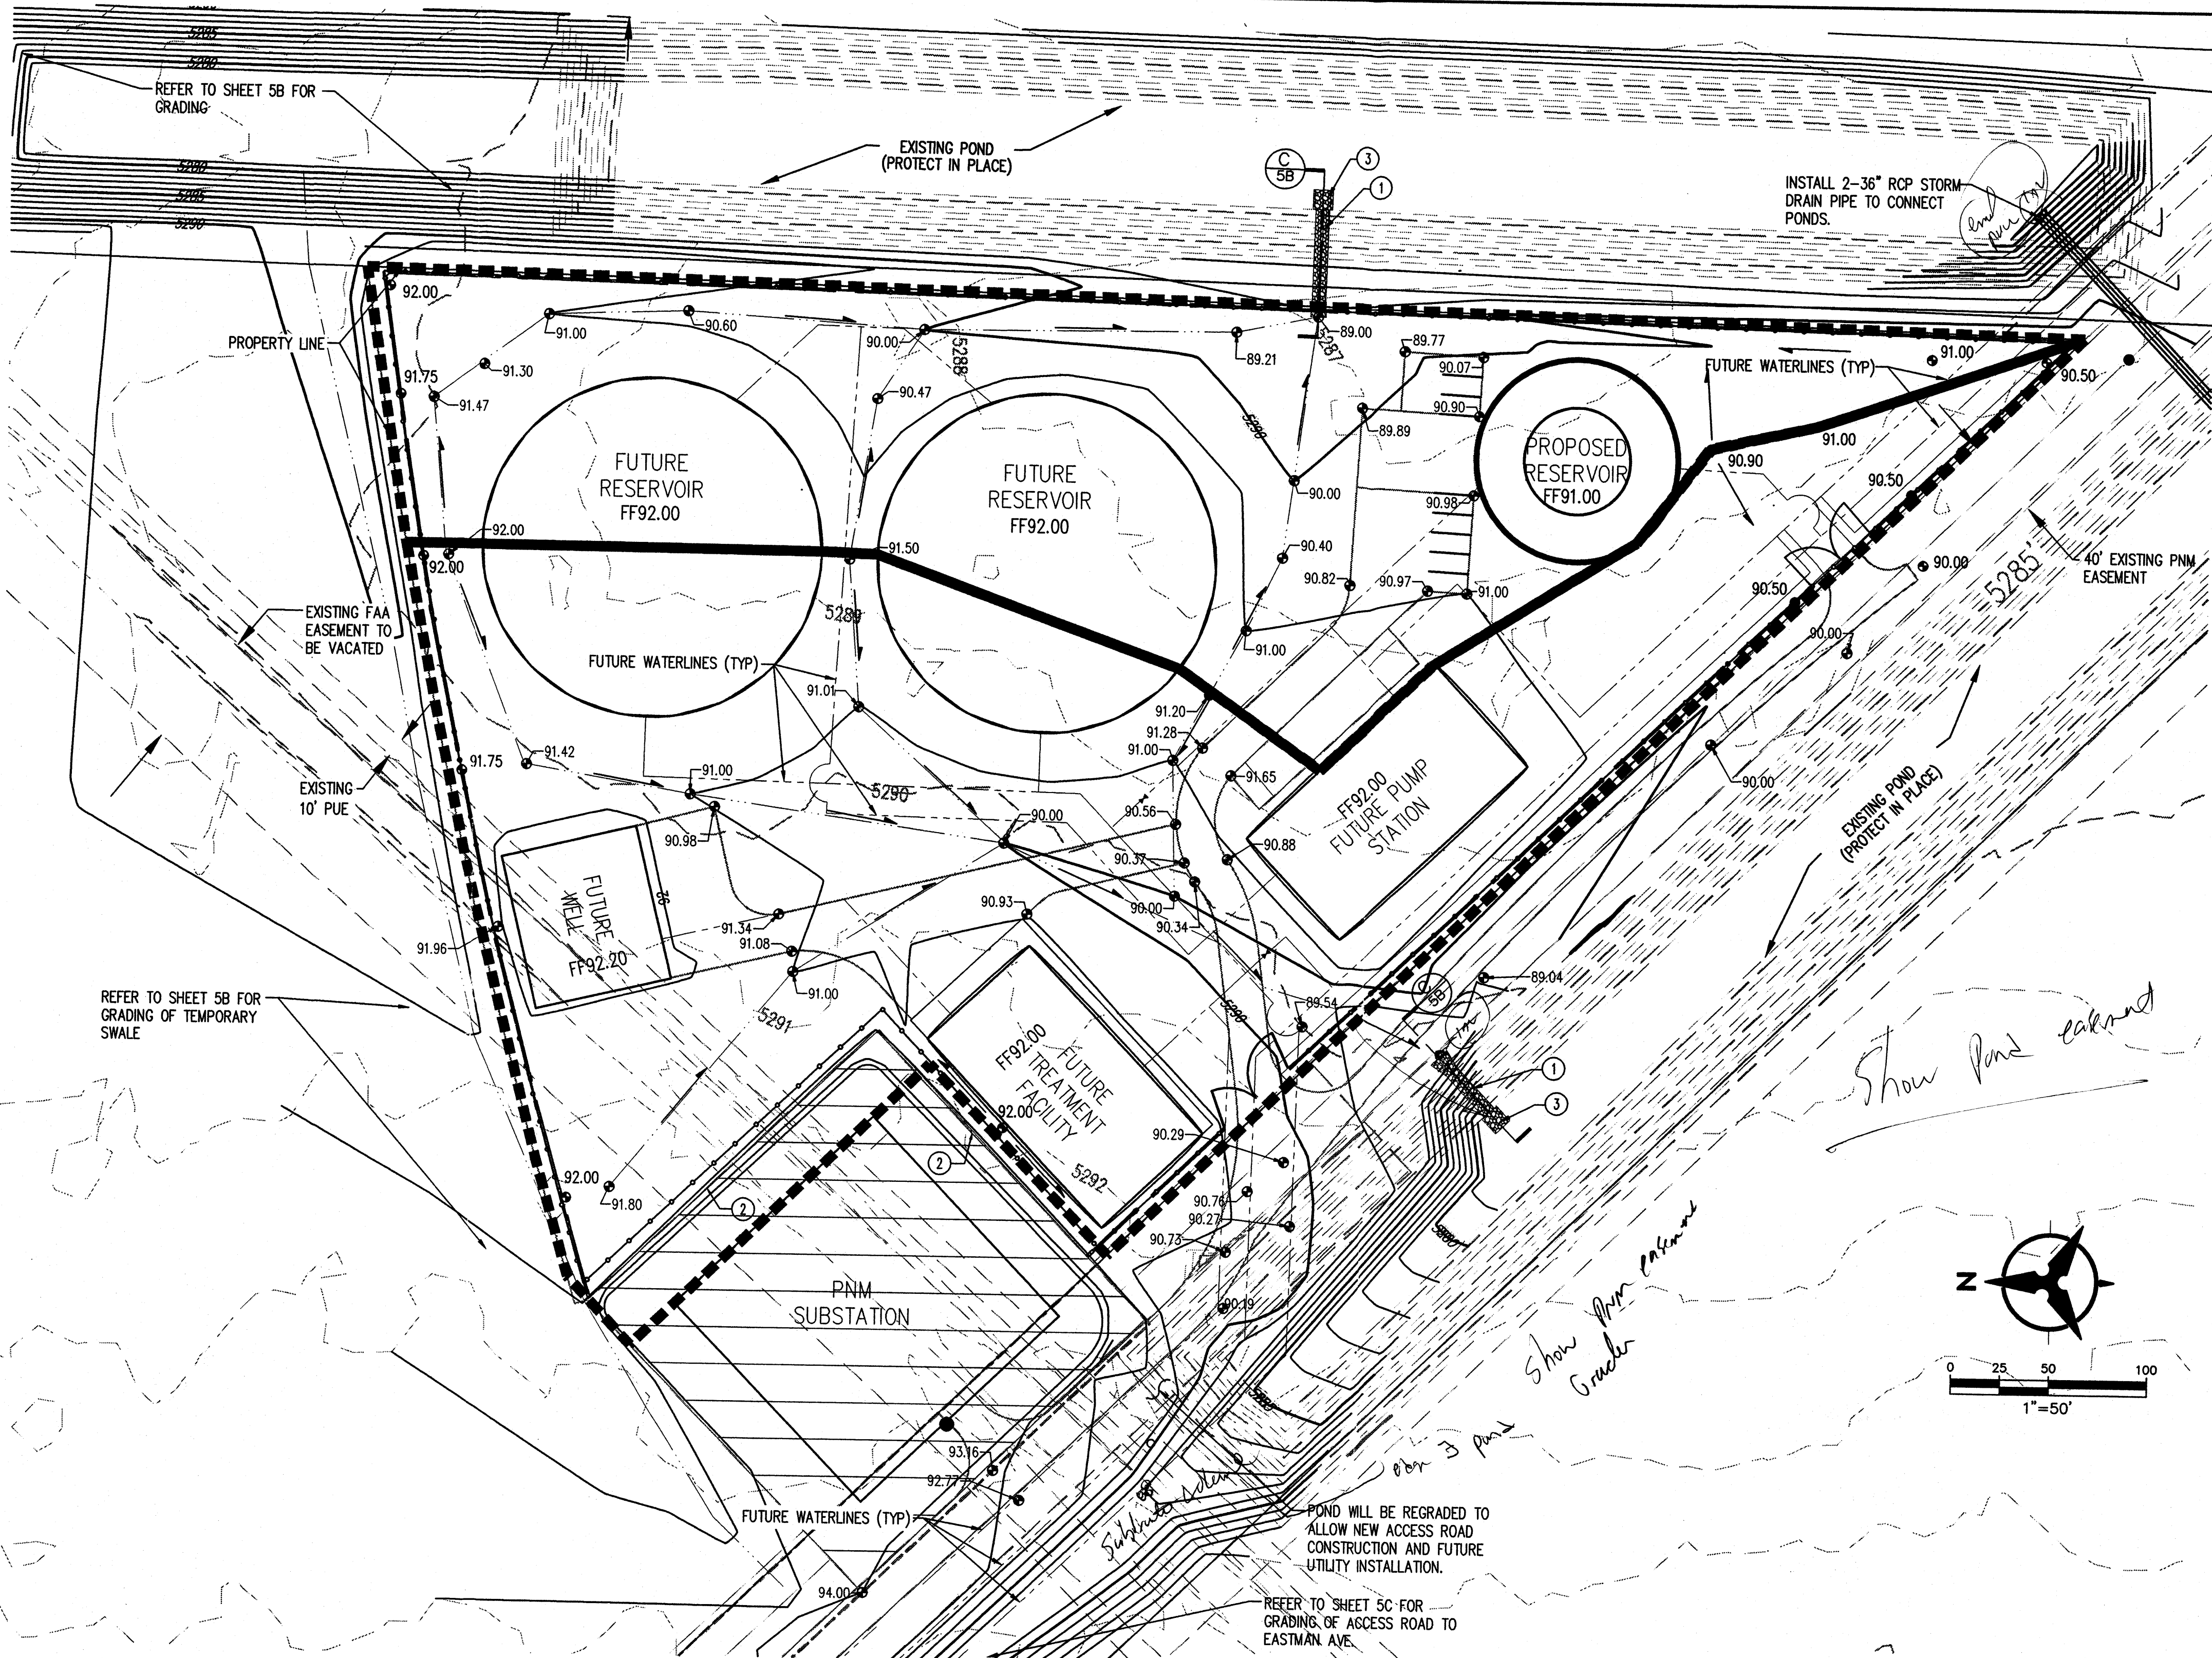 5285
5280
REFER TO SHEET 5B FOR
GRADING
EXISTING POND
(PROTECT IN PLACE)
C
5B
3
1
INSTALL 2-36" RCP STORM
DRAIN PIPE TO CONNECT
PONDS.
5280
5285
5290
92.00
PROPERTY LINE
91.00
90.60
90.00
5288
89.21
89.00
5287
89.77
90.07
91.00
FUTURE WATERLINES (TYP)
90.50
91.30
91.75
91.47
90.47
5290
89.89
90.90
91.00
90.90
FUTURE
RESERVOIR
FF92.00
FUTURE
RESERVOIR
FF92.00
PROPOSED
RESERVOIR
FF91.00
90.00
90.98
90.50
92.00
92.00
91.50
90.40
90.82
90.97
91.00
90.50
90.00
5285'
40' EXISTING PNM
EASEMENT
EXISTING FAA
EASEMENT TO
BE VACATED
5289
91.00
90.00
FUTURE WATERLINES (TYP)
91.01
91.20
91.28
91.00
91.65
91.75
91.42
91.00
5290
90.00
EXISTING
10' PUE
90.98
90.00
90.56
90.37
90.88
FF92.00
FUTURE PUMP
STATION
EXISTING POND
(PROTECT IN PLACE)
FUTURE
WELL
FF92.20
92
91.34
91.08
90.93
90.00
90.34
91.96
91.00
5291
5290
89.54
C
5B
89.04
REFER TO SHEET 5B FOR
GRADING OF TEMPORARY
SWALE
Show Pond easement
FF92.00
FUTURE
TREATMENT
FACILITY
92.00
1
3
2
5292
90.29
92.00
91.80
2
90.76
90.27
90.73
90.19
PNM
SUBSTATION
Show PNM easement
Grader
N
0 25 50 100
1"=50'
93.16
92.77
FUTURE WATERLINES (TYP)
POND WILL BE REGRADED TO
ALLOW NEW ACCESS ROAD
CONSTRUCTION AND FUTURE
UTILITY INSTALLATION.
94.00
REFER TO SHEET 5C FOR
GRADING OF ACCESS ROAD TO
EASTMAN AVE.